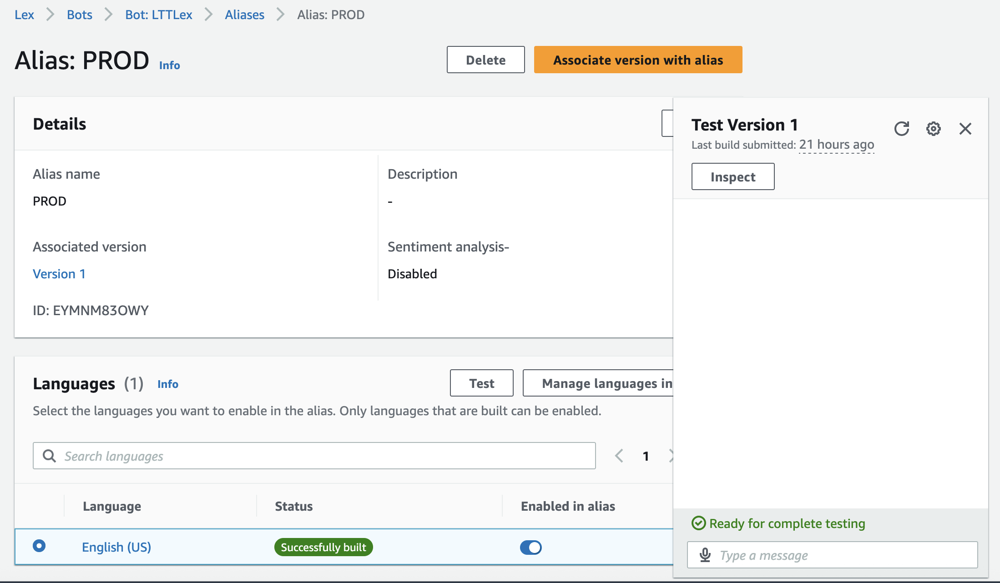 Lex
Bots
Bot: LTTLex
Aliases
Alias: PROD
Alias: PROD Info
Delete
Associate version with alias
Details
Alias name
PROD
Description
-
Associated version
Version 1
Sentiment analysis-
Disabled
ID: EYMNM83OWY
Languages (1) Info
Test
Manage languages in
Select the languages you want to enable in the alias. Only languages that are built can be enabled.
Search languages
1
Language
Status
Enabled in alias
English (US)
Successfully built
Test Version 1
Last build submitted: 21 hours ago
Inspect
Ready for complete testing
Type a message